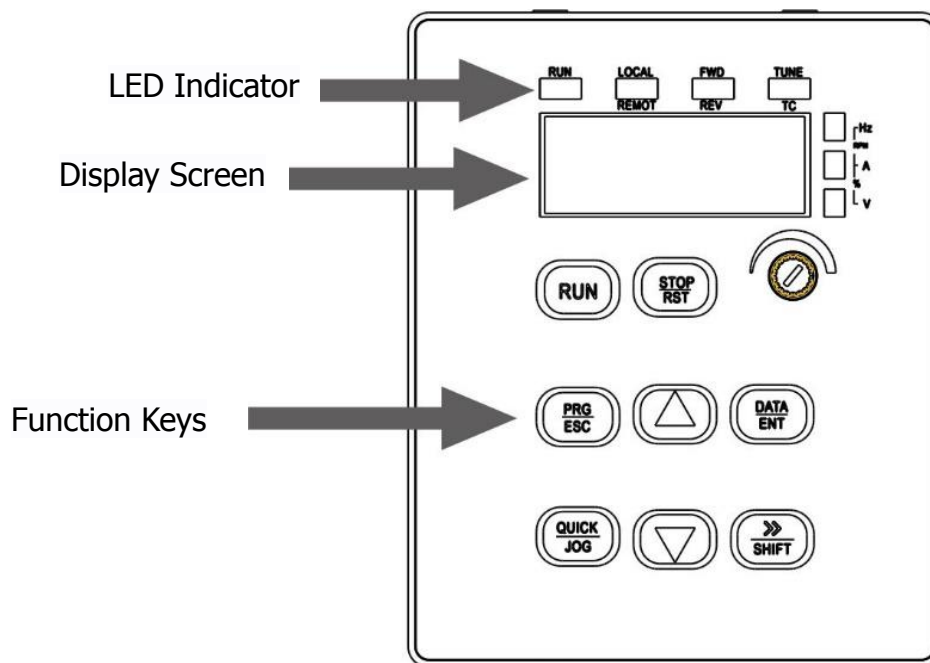 RUN LOCAL FWD TUNE
LED Indicator
REMOT REV TC
Hz
RPM
A
Display Screen
%
V
RUN
STOP
RST
Function Keys
PRG
ESC
DATA
ENT
QUICK
JOG
>>
SHIFT